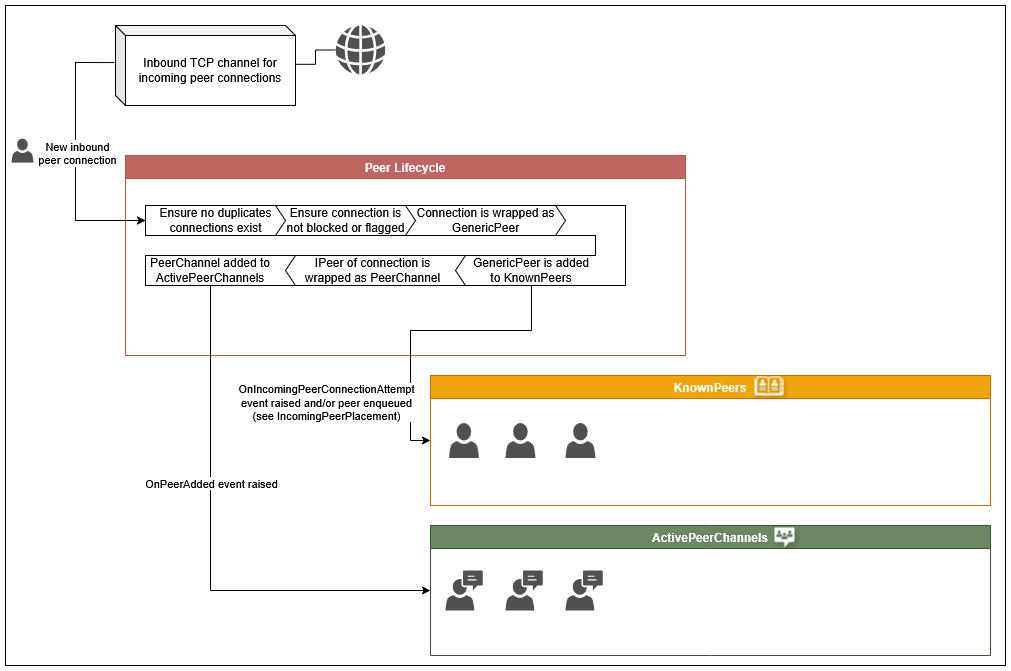 Inbound TCP channel for
incoming peer connections
New inbound
peer connection
Peer Lifecycle
Ensure no duplicates
connections exist
Ensure connection is
not blocked or flagged
Connection is wrapped as
GenericPeer
PeerChannel added to
ActivePeerChannels
IPeer of connection is
wrapped as PeerChannel
GenericPeer is added
to KnownPeers
OnIncomingPeerConnectionAttempt
event raised and/or peer enqueued
(see IncomingPeerPlacement)
KnownPeers
OnPeerAdded event raised
ActivePeerChannels